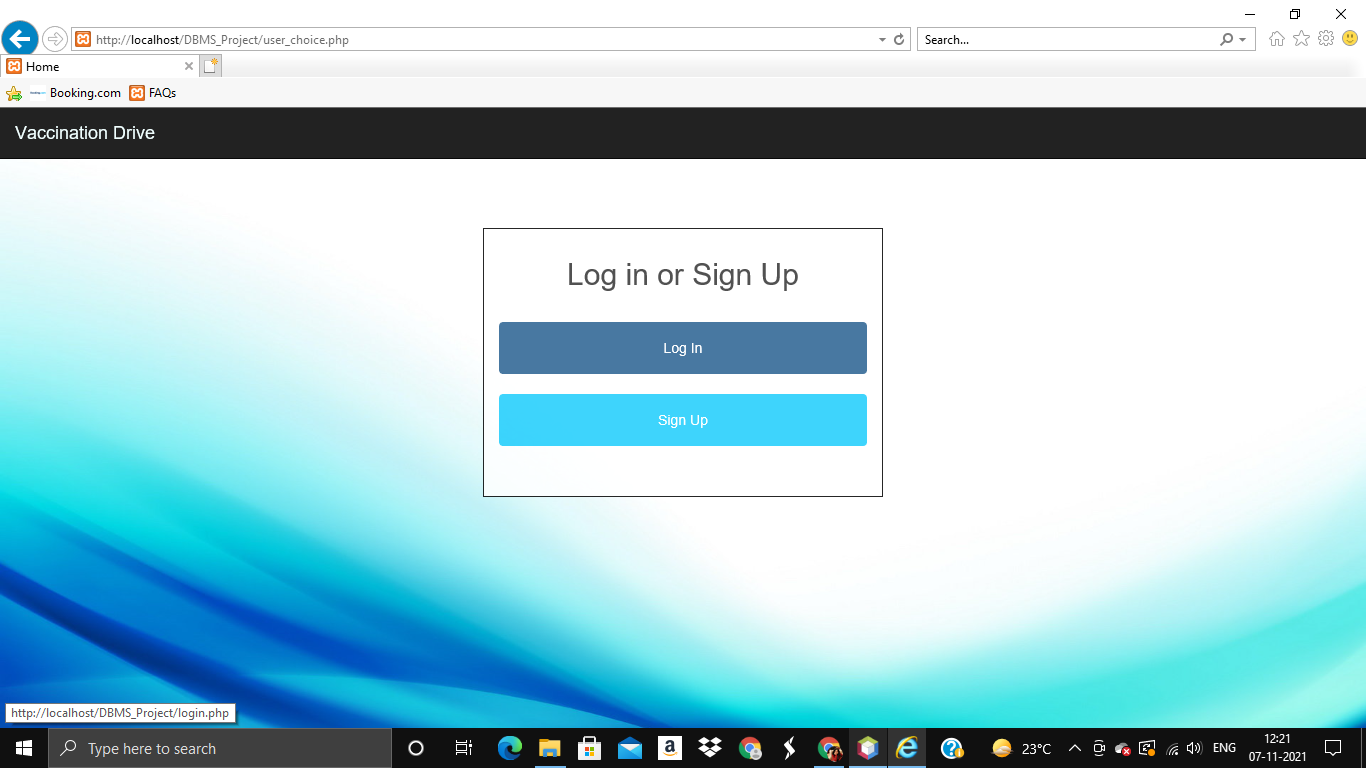 http://localhost/DBMS_Project/user_choice.php
Search...
Home
Booking.com
FAQs
Vaccination Drive
Log in or Sign Up
Log In
Sign Up
http://localhost/DBMS_Project/login.php
Type here to search
23°C
ENG
12:21
07-11-2021